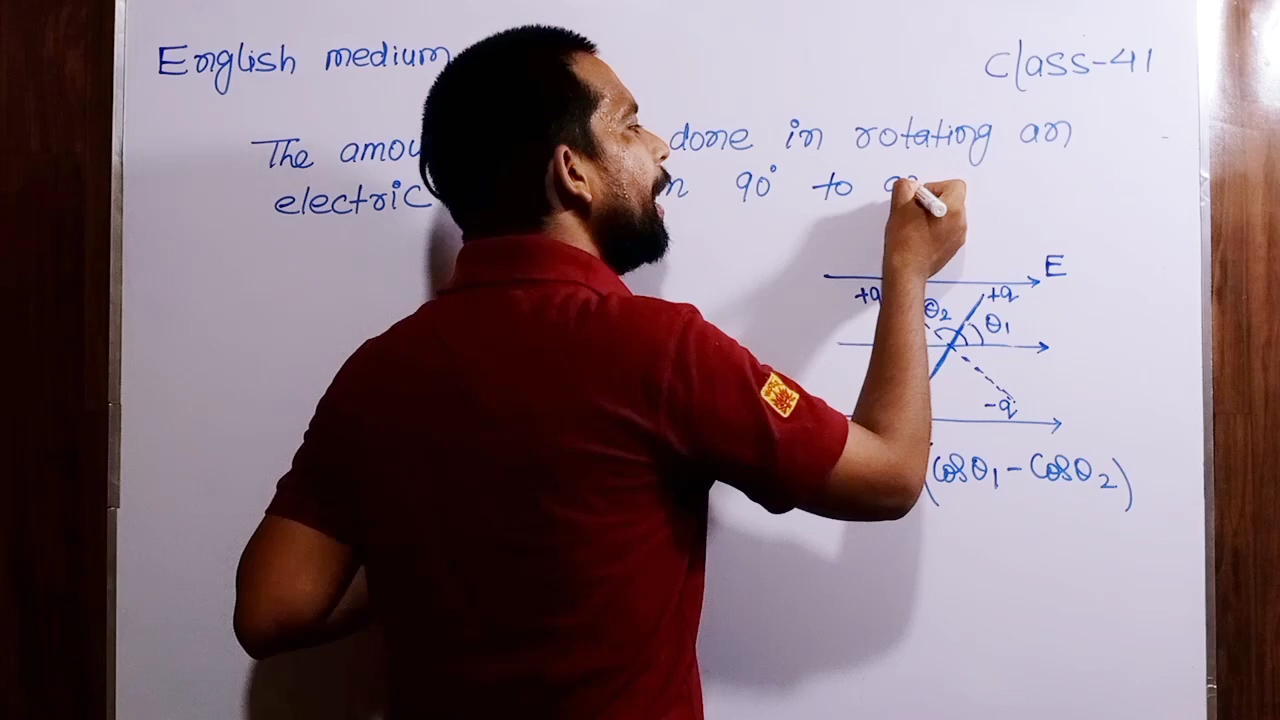 English medium
Class-41
The amou done in rotating an
electric 90° to
E
+q +q
θ2 θ1
-q
(Cosθ1 - Cosθ2)